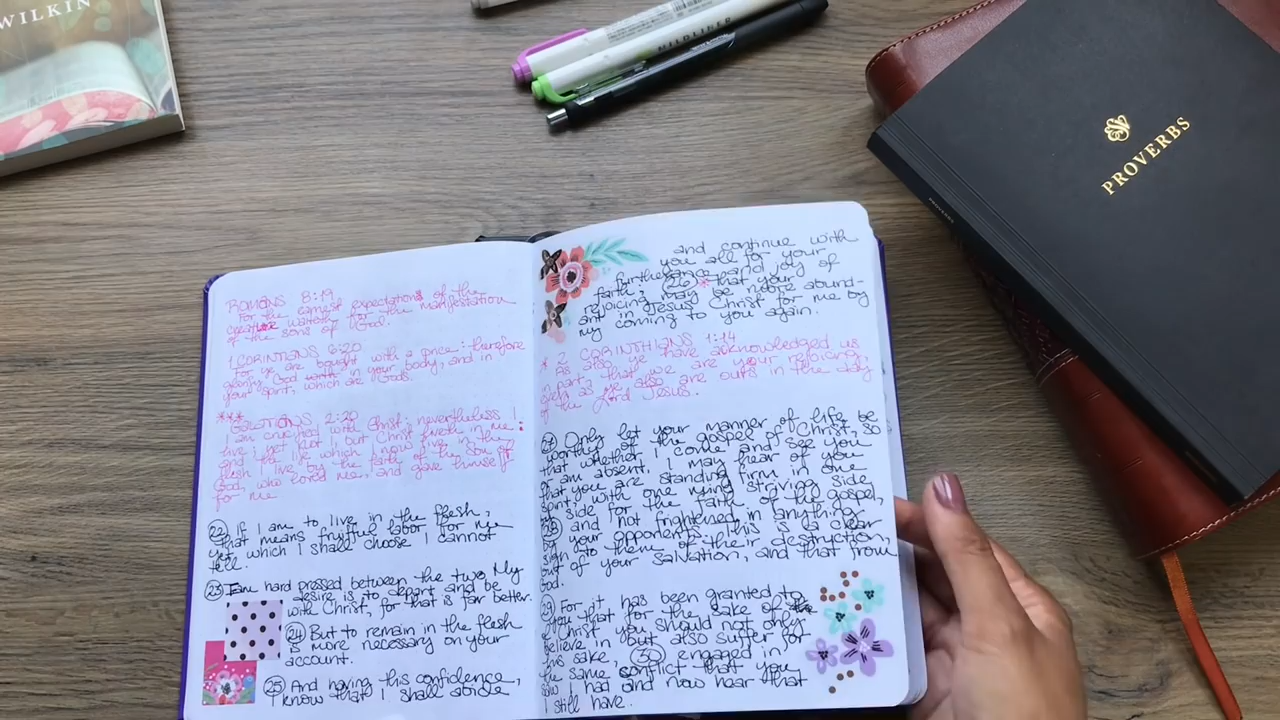 WILKIN
MILDLINER
PROVERBS
PROVERBS
ROMANS 8:19
For the earnest expectations of the
creature waiteth for the manifestation
of the sons of God.
1 CORINTHIANS 6:20
For ye are bought with a price: therefore
glorify God in your body, and in
your spirit, which are God's.
*** GALATIANS 2:20
I am crucified with Christ; nevertheless I
live; yet not I but Christ liveth in me:
and the life which I now live in the
flesh I live by the faith of the Son of
God, who loved me, and gave himself
for me
22 If I am to live in the flesh,
that means fruitful labor for me
yet, which I shall choose I cannot
tell.
23 I am hard pressed between the two. My
desire is to depart and be
with Christ, for that is far better.
24 But to remain in the flesh
is more necessary on your
account.
25 And having this confidence,
I know that I shall abide
and continue with
you all for your
furtherance and joy of
faith; 26 * that your
rejoicing may be more abound-
ant in Jesus Christ for me by
my coming to you again.
* 2 CORINTHIANS 1:14
As also ye have acknowledged us
in part, that we are your rejoicing,
even as ye also are ours in the day
of the Lord Jesus.
27 Only let your manner of life be
worthy of the gospel of Christ, so
that whether I come and see you
or am absent, I may hear of you
that you are standing firm in one
spirit, with one mind striving side
by side for the faith of the gospel,
28 and not frightened in anything
by your opponents. This is a clear
sign to them of their destruction,
but of your salvation, and that from
God.
29 For it has been granted to
you that for the sake of
Christ you should not only
believe in but also suffer for
his sake, 30 engaged in
the same conflict that you
saw I had and now hear that
I still have.